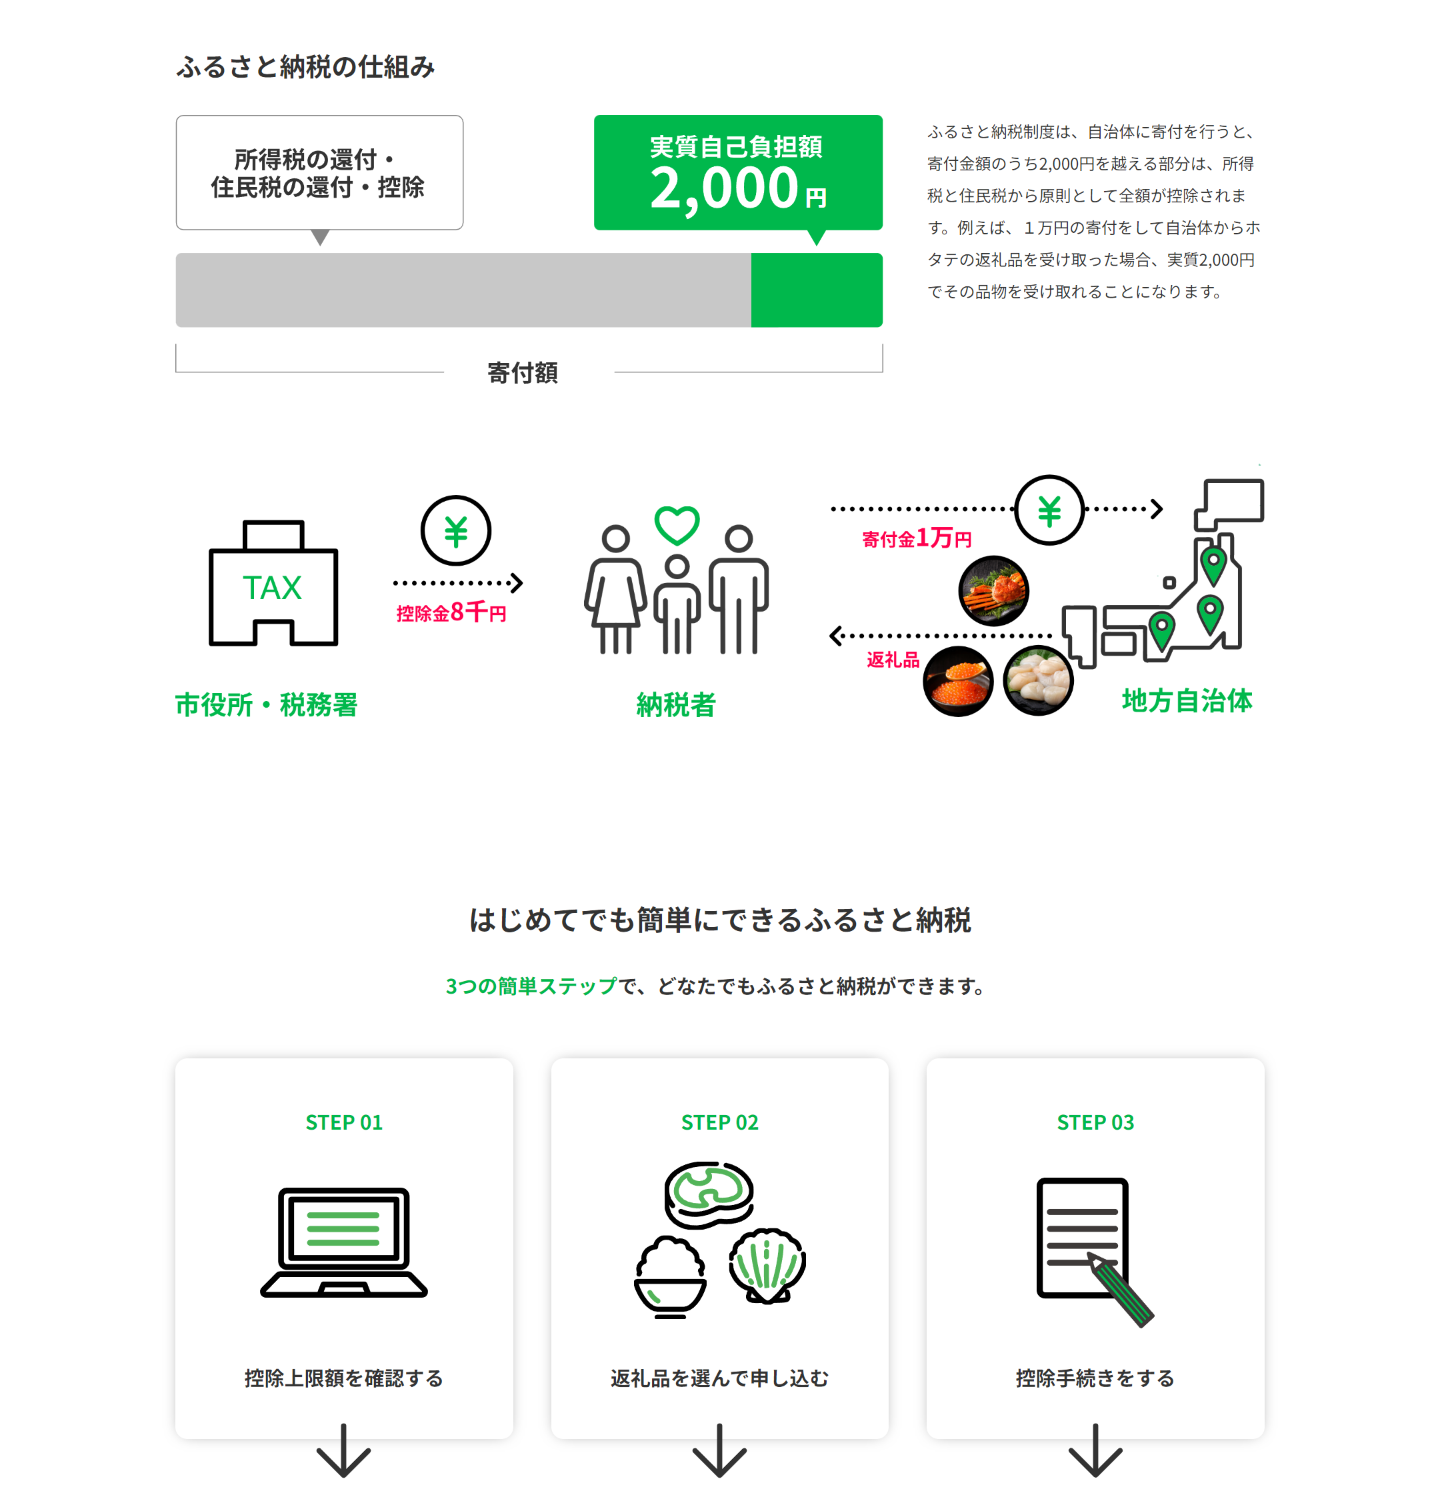 ふるさと納税の仕組み
所得税の還付・
住民税の還付・控除
実質自己負担額
2,000 円
寄付額
ふるさと納税制度は、自治体に寄付を行うと、
寄付金額のうち2,000円を越える部分は、所得
税と住民税から原則として全額が控除されま
す。例えば、１万円の寄付をして自治体からホ
タテの返礼品を受け取った場合、実質2,000円
でその品物を受け取れることになります。
TAX
¥
控除金8千円
¥
寄付金1万円
返礼品
市役所・税務署
納税者
地方自治体
はじめてでも簡単にできるふるさと納税
3つの簡単ステップで、どなたでもふるさと納税ができます。
STEP 01
控除上限額を確認する
STEP 02
返礼品を選んで申し込む
STEP 03
控除手続きをする